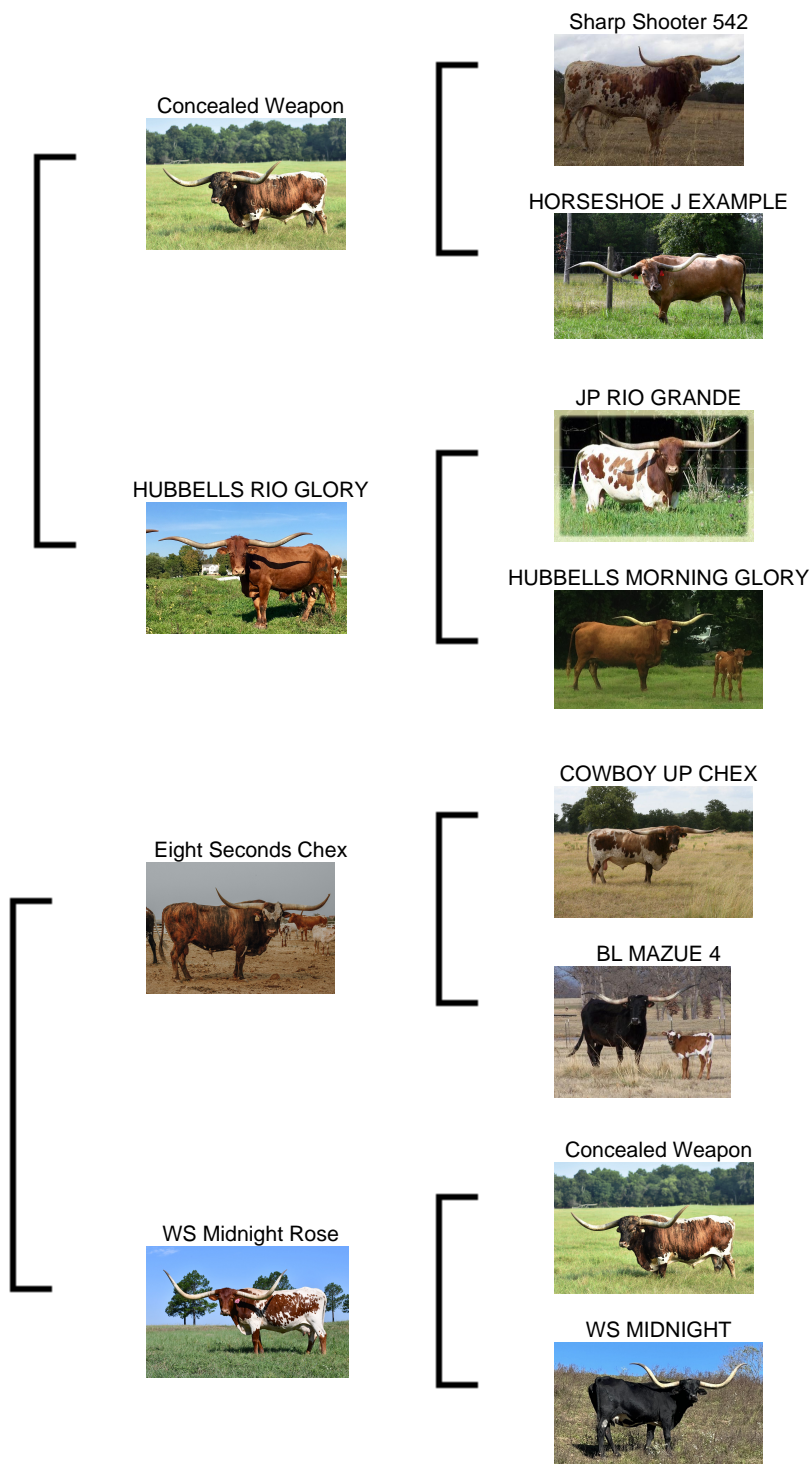 Sharp Shooter 542
Concealed Weapon
HORSESHOE J EXAMPLE
JP RIO GRANDE
HUBBELLS RIO GLORY
HUBBELLS MORNING GLORY
COWBOY UP CHEX
Eight Seconds Chex
BL MAZUE 4
Concealed Weapon
WS Midnight Rose
WS MIDNIGHT